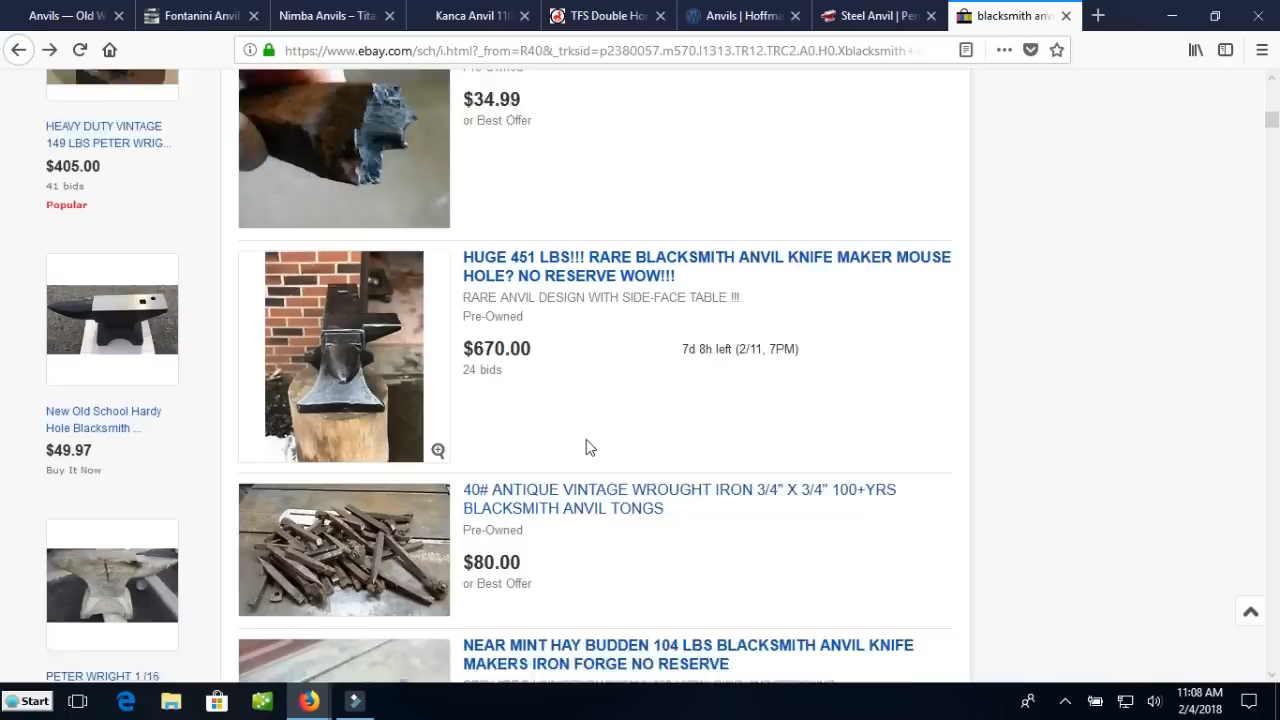 Anvils – Old W
Fontanini Anvil
Nimba Anvils – Tita
Kanca Anvil 110
TFS Double Ho
Anvils | Hoffma
Steel Anvil | Per
blacksmith anv
https://www.ebay.com/sch/i.html?_from=R40&_trksid=p2380057.m570.l1313.TR12.TRC2.A0.H0.Xblacksmith+
HEAVY DUTY VINTAGE
149 LBS PETER WRIG...
$405.00
41 bids
Popular
New Old School Hardy
Hole Blacksmith ...
$49.97
Buy It Now
PETER WRIGHT 1 /16
Pre-Owned
$34.99
or Best Offer
HUGE 451 LBS!!! RARE BLACKSMITH ANVIL KNIFE MAKER MOUSE
HOLE? NO RESERVE WOW!!!
RARE ANVIL DESIGN WITH SIDE-FACE TABLE !!!
Pre-Owned
$670.00
7d 8h left (2/11, 7PM)
24 bids
40# ANTIQUE VINTAGE WROUGHT IRON 3/4" X 3/4" 100+YRS
BLACKSMITH ANVIL TONGS
Pre-Owned
$80.00
or Best Offer
NEAR MINT HAY BUDDEN 104 LBS BLACKSMITH ANVIL KNIFE
MAKERS IRON FORGE NO RESERVE
Start
11:08 AM
2/4/2018